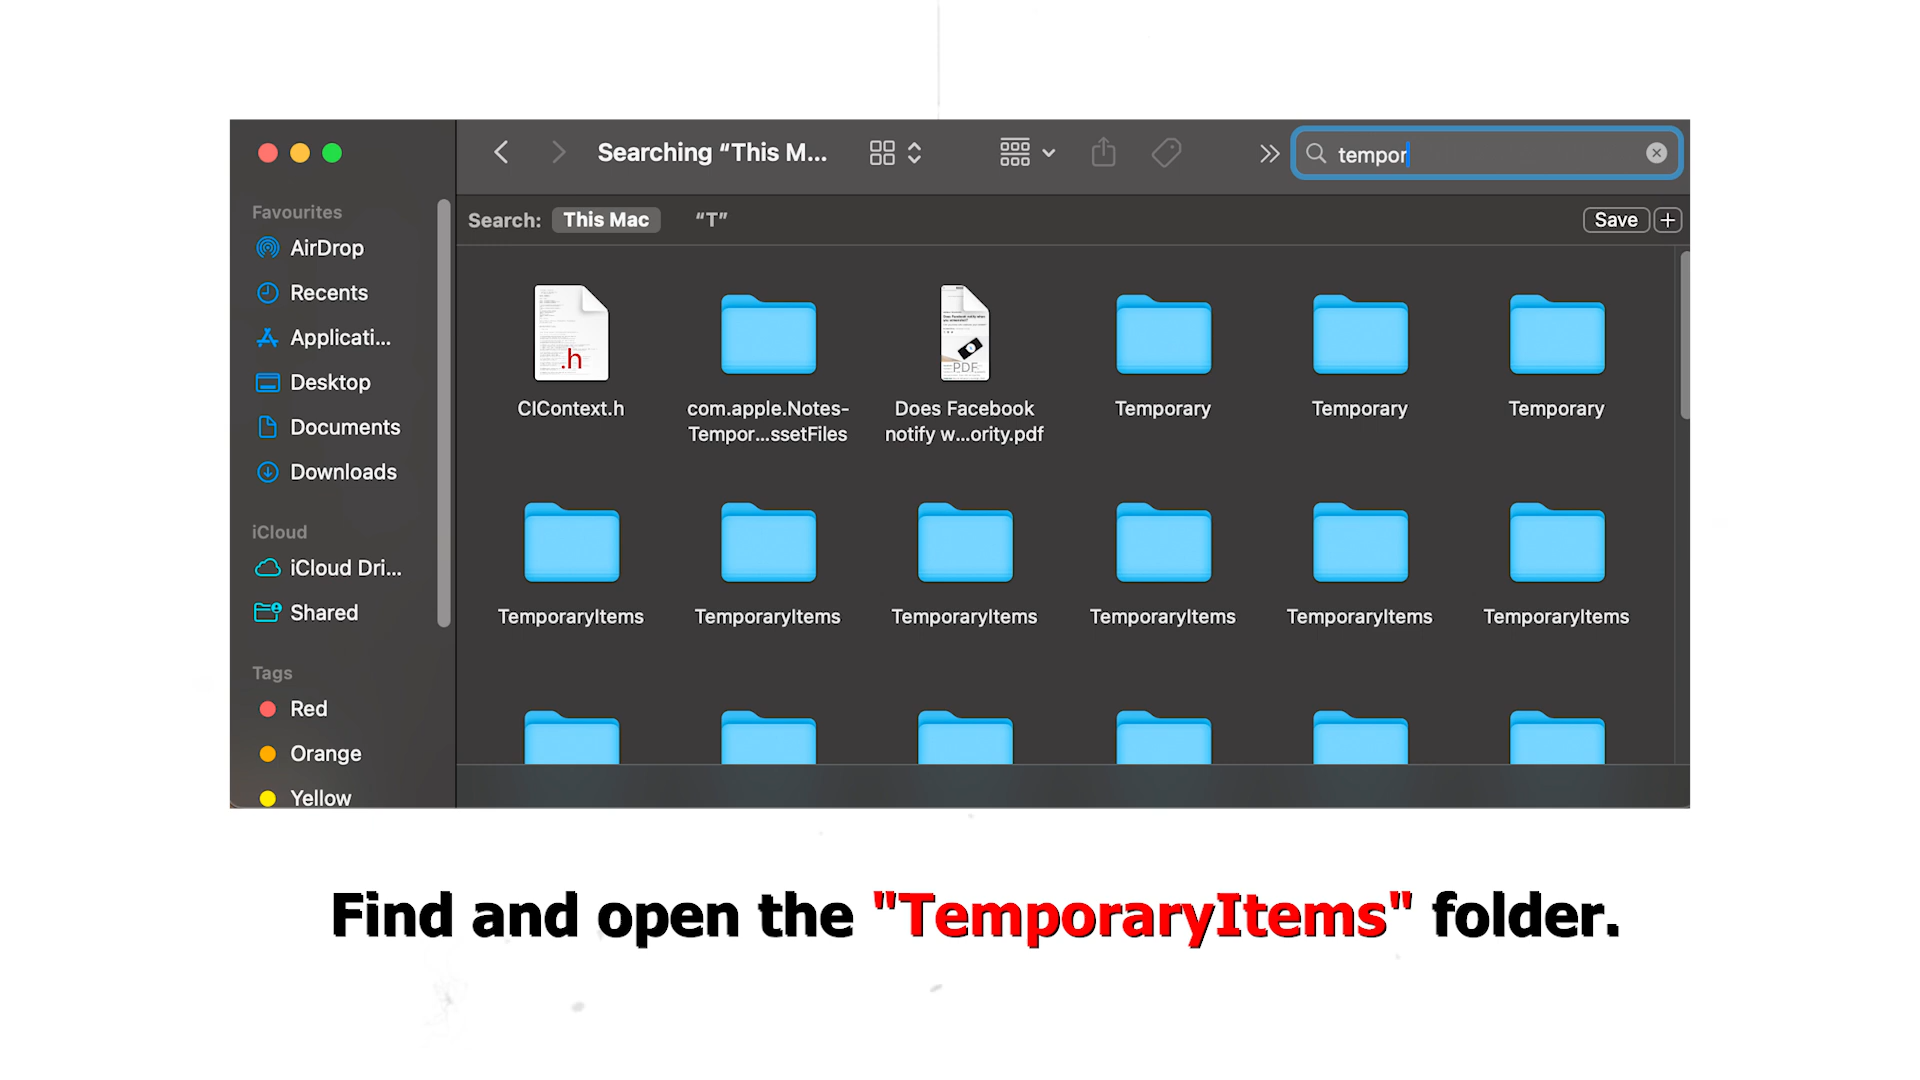 Searching “This M...
tempor
Search:
This Mac
“T”
Save
Favourites
AirDrop
Recents
Applicati...
Desktop
Documents
Downloads
iCloud
iCloud Dri...
Shared
Tags
Red
Orange
Yellow
.h
CIContext.h
com.apple.Notes-
Tempor...ssetFiles
PDF
Does Facebook
notify w...ority.pdf
Temporary
Temporary
Temporary
TemporaryItems
TemporaryItems
TemporaryItems
TemporaryItems
TemporaryItems
TemporaryItems
Find and open the "TemporaryItems" folder.